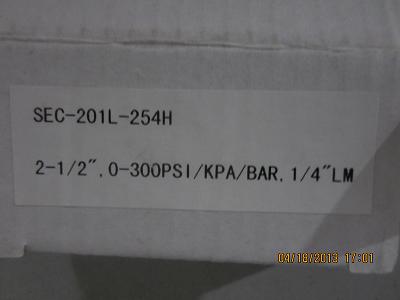 SEC-201L-254H
2-1/2",0-300PSI/KPA/BAR,1/4"LM
04/18/2013 17:01